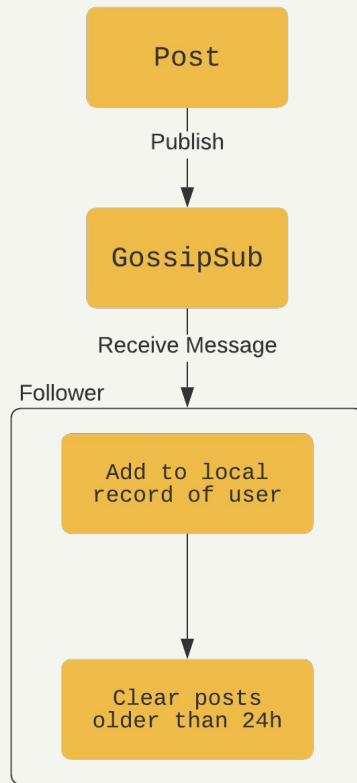 Post
Publish
GossipSub
Receive Message
Follower
Add to local
record of user
Clear posts
older than 24h